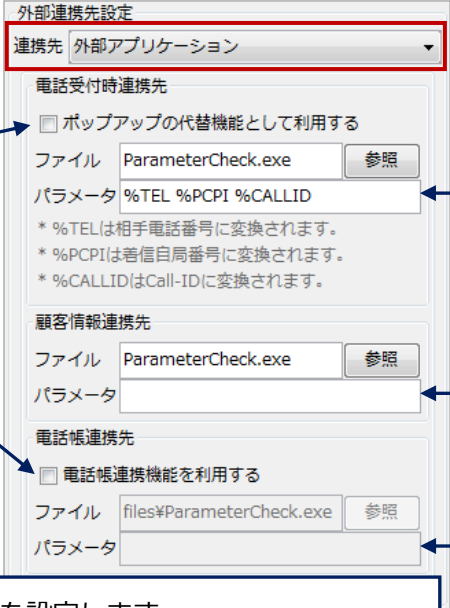 外部連携先設定
連携先 外部アプリケーション
電話受付時連携先
ポップアップの代替機能として利用する
ファイル ParameterCheck.exe 参照
パラメータ %TEL %PCPI %CALLID
* %TELは相手電話番号に変換されます。
* %PCPIは着信自局番号に変換されます。
* %CALLIDはCall-IDに変換されます。
顧客情報連携先
ファイル ParameterCheck.exe 参照
パラメータ
電話帳連携先
電話帳連携機能を利用する
ファイル files¥ParameterCheck.exe 参照
パラメータ
を設定します